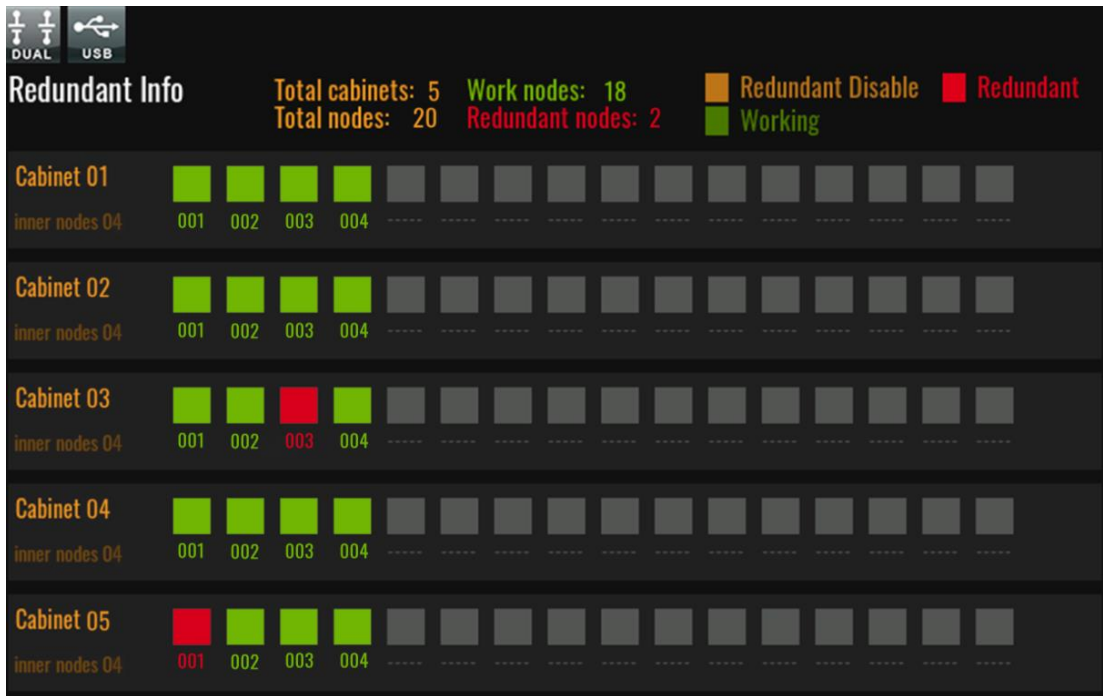 DUAL USB
Redundant Info
Total cabinets: 5 Work nodes: 18 Redundant Disable Redundant
Total nodes: 20 Redundant nodes: 2 Working
Cabinet 01
inner nodes 04 001 002 003 004 ----- ----- ----- ----- ----- ----- ----- ----- ----- ----- ----- -----
Cabinet 02
inner nodes 04 001 002 003 004 ----- ----- ----- ----- ----- ----- ----- ----- ----- ----- ----- -----
Cabinet 03
inner nodes 04 001 002 003 004 ----- ----- ----- ----- ----- ----- ----- ----- ----- ----- ----- -----
Cabinet 04
inner nodes 04 001 002 003 004 ----- ----- ----- ----- ----- ----- ----- ----- ----- ----- ----- -----
Cabinet 05
inner nodes 04 001 002 003 004 ----- ----- ----- ----- ----- ----- ----- ----- ----- ----- ----- -----